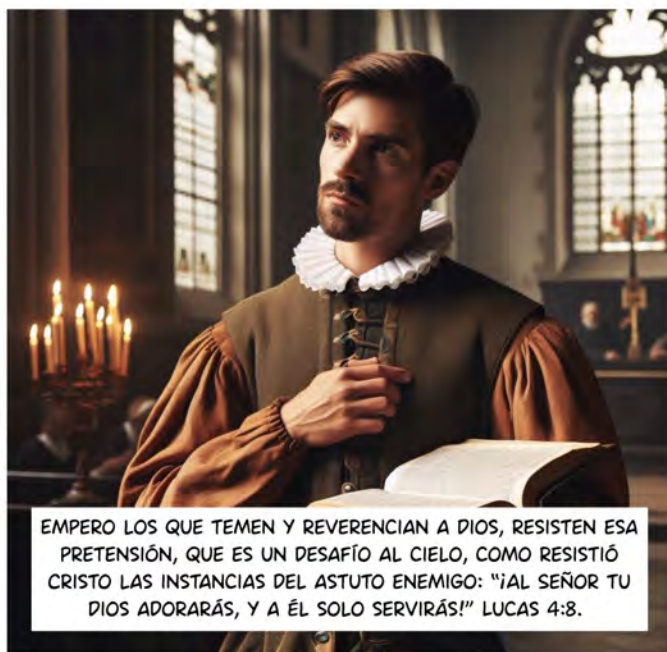 EMPERO LOS QUE TEMEN Y REVERENCIAN A DIOS, RESISTEN ESA
PRETENSIÓN, QUE ES UN DESAFÍO AL CIELO, COMO RESISTIÓ
CRISTO LAS INSTANCIAS DEL ASTUTO ENEMIGO: “¡AL SEÑOR TU
DIOS ADORARÁS, Y A ÉL SOLO SERVIRÁS!” LUCAS 4:8.